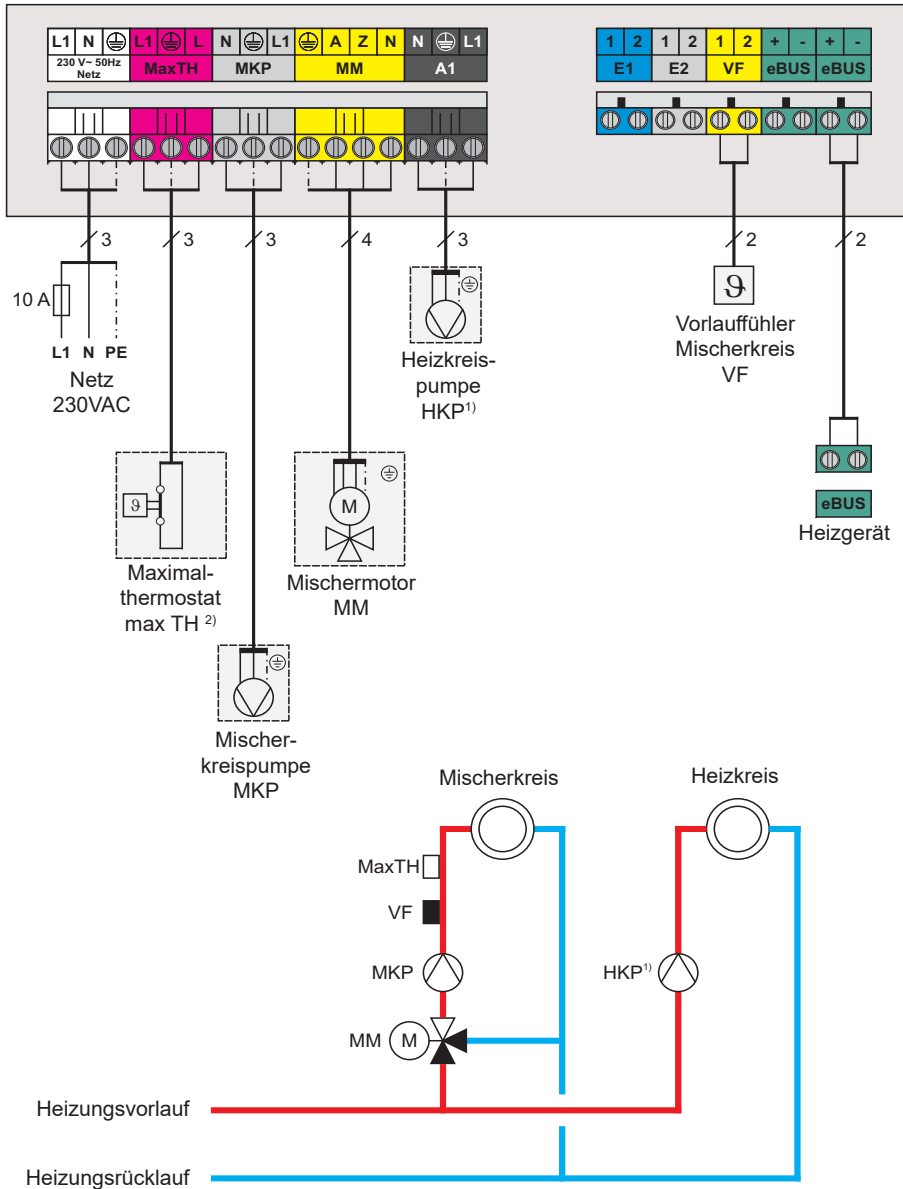 L1 N L1 L N L1 A Z N N L1
230 V~ 50Hz
Netz
MaxTH MKP MM A1
1 2 1 2 1 2 + - + -
E1 E2 VF eBUS eBUS
3 3 3 4 3 2 2
10 A
L1 N PE
Netz
230VAC
Heizkreis-
pumpe
HKP1)
ϑ
Vorlauffühler
Mischerkreis
VF
ϑ
Maximal-
thermostat
max TH 2)
M
Mischermotor
MM
eBUS
Heizgerät
Mischer-
kreispumpe
MKP
Mischerkreis
Heizkreis
MaxTH
VF
MKP
HKP1)
MM M
Heizungsvorlauf
Heizungsrücklauf